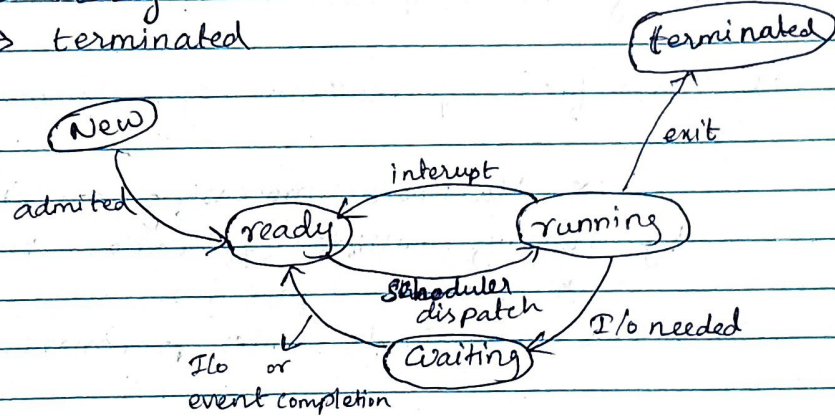 → terminated
terminated
New
exit
interupt
admited
ready
running
scheduler
dispatch
I/o needed
waiting
I/o or
event completion